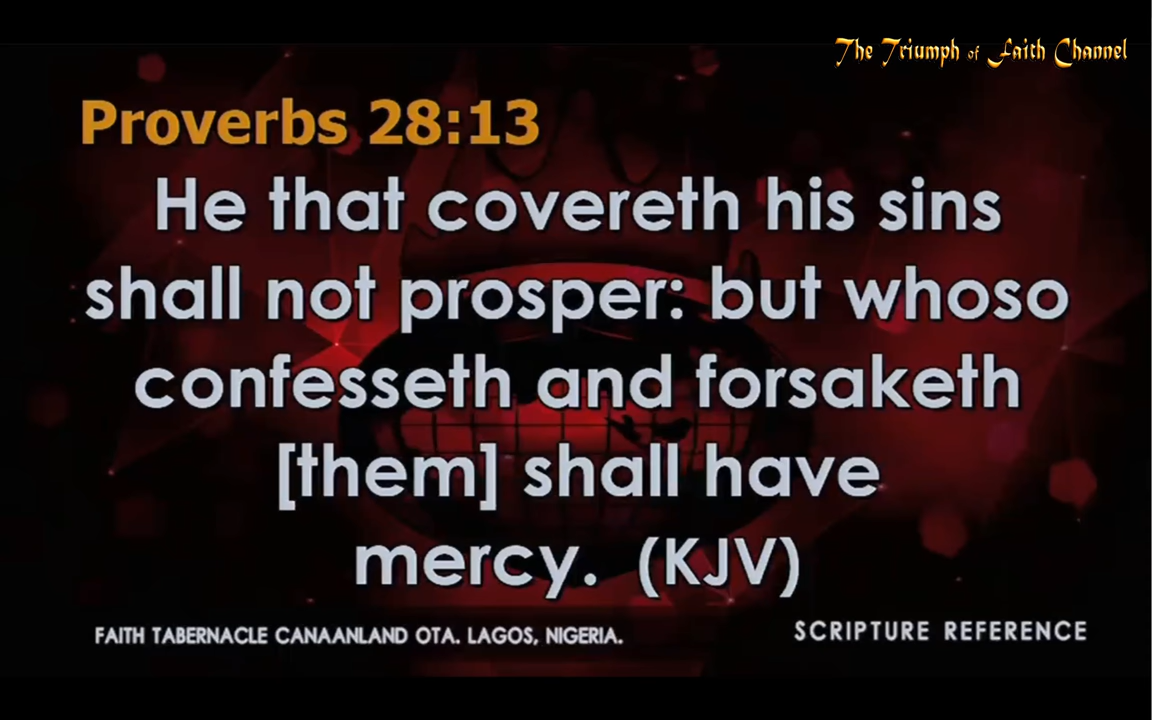 The Triumph of Faith Channel
Proverbs 28:13
He that covereth his sins
shall not prosper: but whoso
confesseth and forsaketh
[them] shall have
mercy. (KJV)
FAITH TABERNACLE CANAANLAND OTA. LAGOS, NIGERIA.
SCRIPTURE REFERENCE